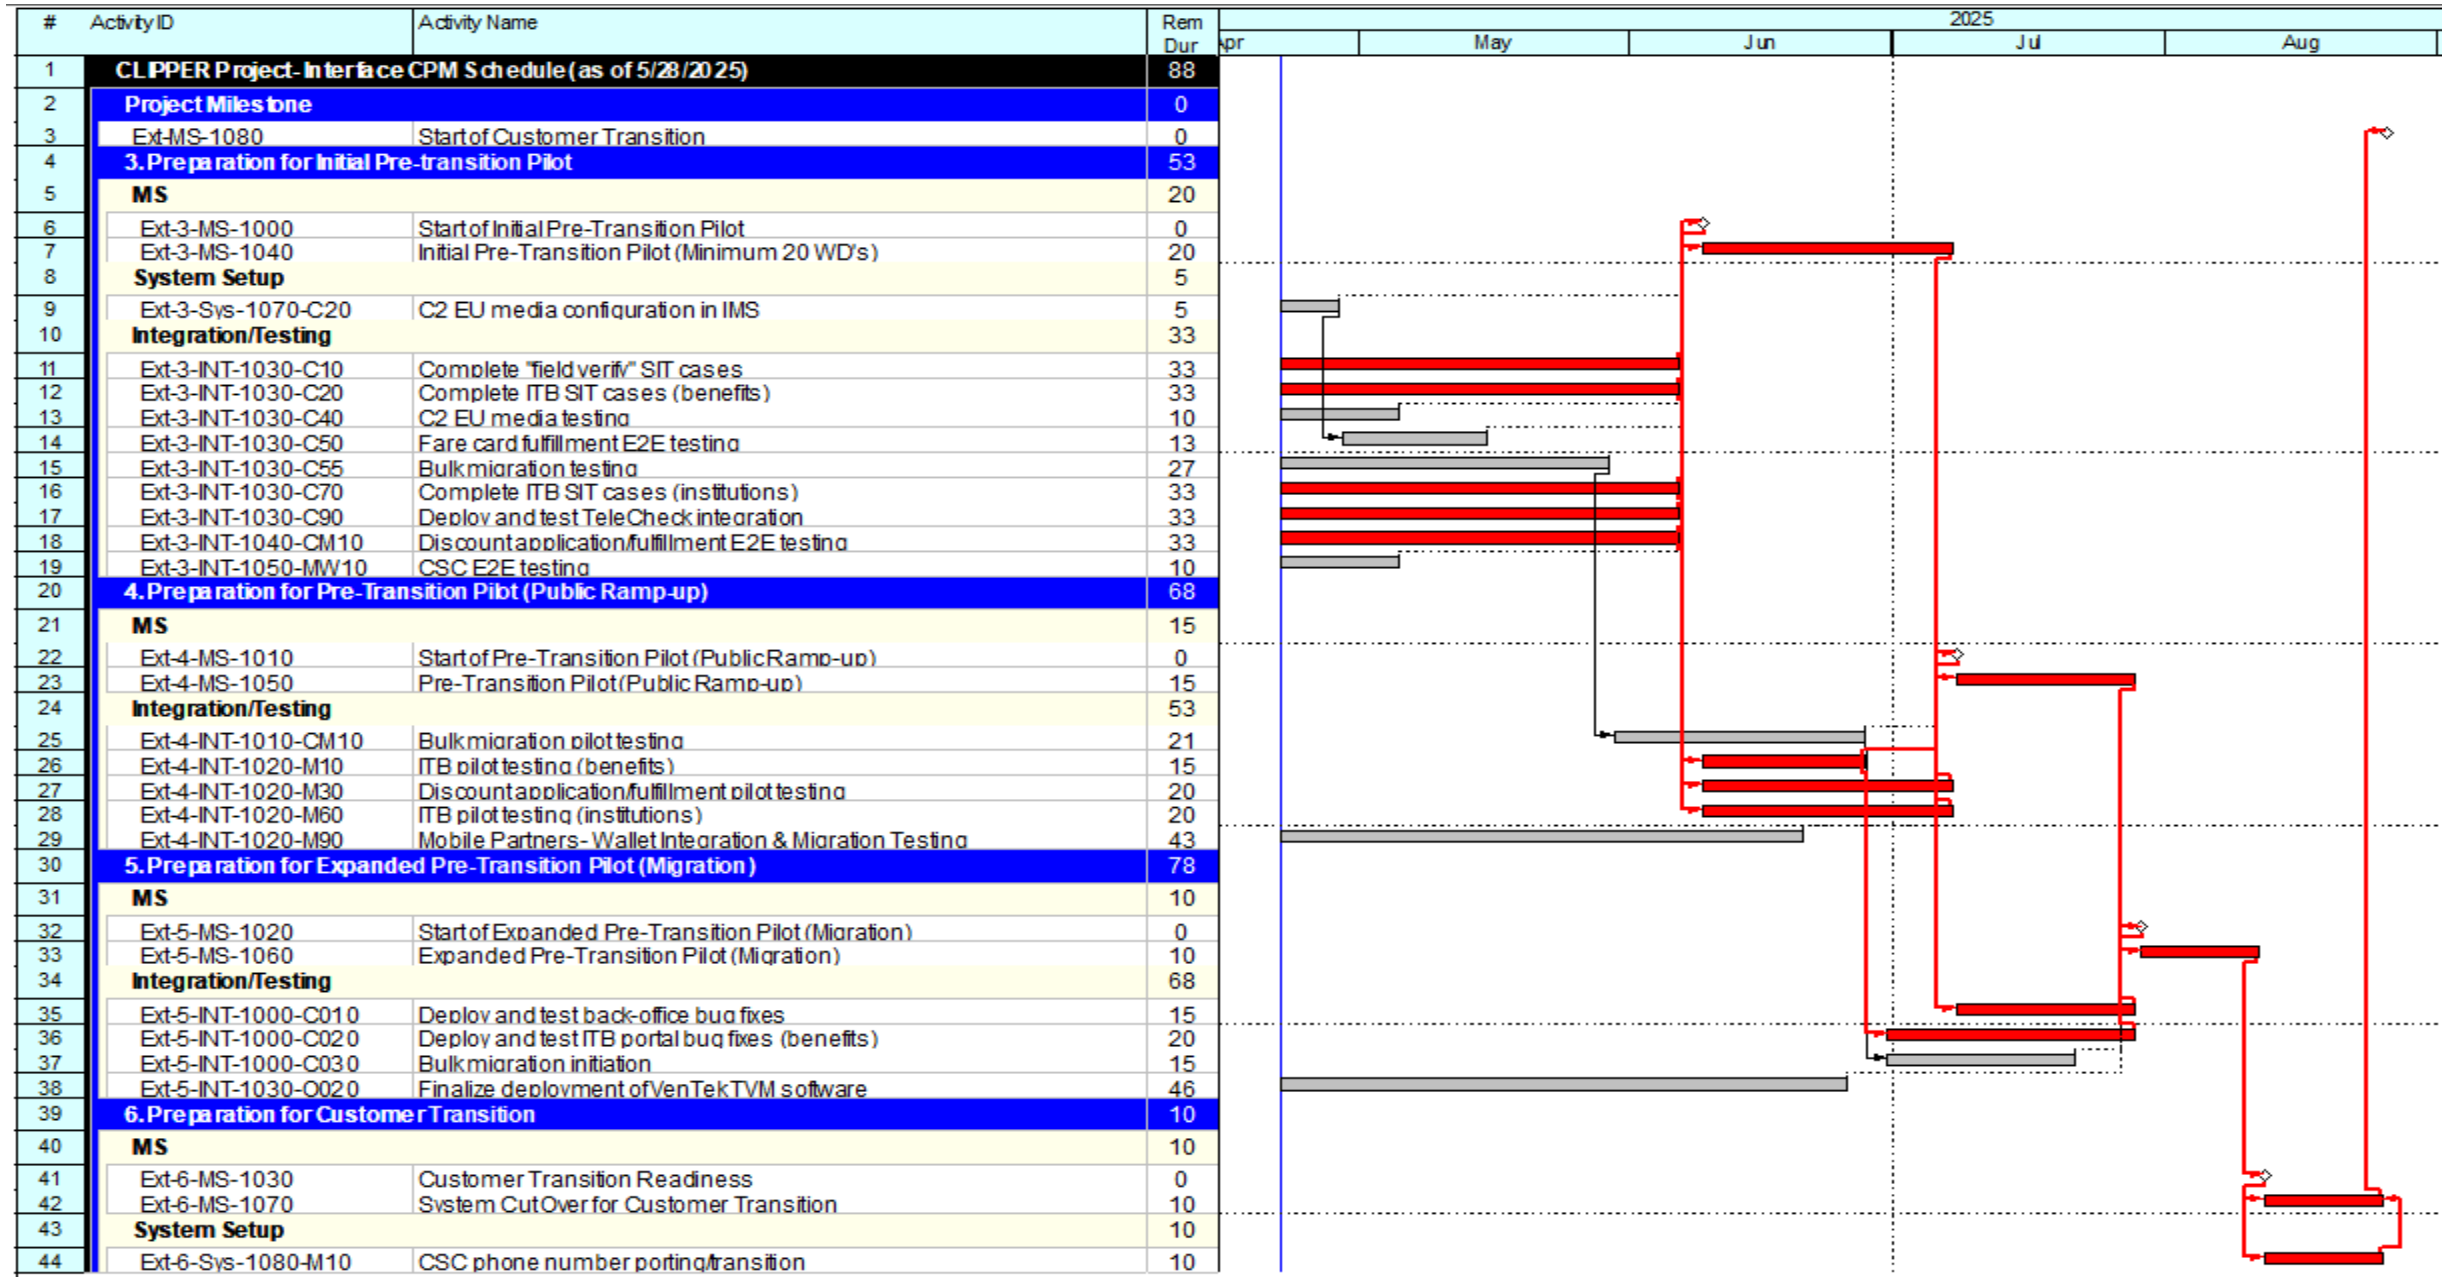 # Activity ID Activity Name Rem Dur 2025
Apr May Jun Jul Aug
1 CLIPPER Project- Interface CPM Schedule (as of 5/28/2025) 88
2 Project Milestone 0
3 Ext-MS-1080 Start of Customer Transition 0
4 3. Preparation for Initial Pre-transition Pilot 53
5 MS 20
6 Ext-3-MS-1000 Start of Initial Pre-Transition Pilot 0
7 Ext-3-MS-1040 Initial Pre-Transition Pilot (Minimum 20 WD's) 20
8 System Setup 5
9 Ext-3-Sys-1070-C20 C2 EU media configuration in IMS 5
10 Integration/Testing 33
11 Ext-3-INT-1030-C10 Complete "field verify" SIT cases 33
12 Ext-3-INT-1030-C20 Complete ITB SIT cases (benefits) 33
13 Ext-3-INT-1030-C40 C2 EU media testing 10
14 Ext-3-INT-1030-C50 Fare card fulfillment E2E testing 13
15 Ext-3-INT-1030-C55 Bulk migration testing 27
16 Ext-3-INT-1030-C70 Complete ITB SIT cases (institutions) 33
17 Ext-3-INT-1030-C90 Deploy and test TeleCheck integration 33
18 Ext-3-INT-1040-CM10 Discount application/fulfillment E2E testing 33
19 Ext-3-INT-1050-MW10 CSC E2E testing 10
20 4. Preparation for Pre-Transition Pilot (Public Ramp-up) 68
21 MS 15
22 Ext-4-MS-1010 Start of Pre-Transition Pilot (Public Ramp-up) 0
23 Ext-4-MS-1050 Pre-Transition Pilot (Public Ramp-up) 15
24 Integration/Testing 53
25 Ext-4-INT-1010-CM10 Bulk migration pilot testing 21
26 Ext-4-INT-1020-M10 ITB pilot testing (benefits) 15
27 Ext-4-INT-1020-M30 Discount application/fulfillment pilot testing 20
28 Ext-4-INT-1020-M60 ITB pilot testing (institutions) 20
29 Ext-4-INT-1020-M90 Mobile Partners- Wallet Integration & Migration Testing 43
30 5. Preparation for Expanded Pre-Transition Pilot (Migration) 78
31 MS 10
32 Ext-5-MS-1020 Start of Expanded Pre-Transition Pilot (Migration) 0
33 Ext-5-MS-1060 Expanded Pre-Transition Pilot (Migration) 10
34 Integration/Testing 68
35 Ext-5-INT-1000-C010 Deploy and test back-office bug fixes 15
36 Ext-5-INT-1000-C020 Deploy and test ITB portal bug fixes (benefits) 20
37 Ext-5-INT-1000-C030 Bulk migration initiation 15
38 Ext-5-INT-1030-O020 Finalize deployment of VenTek TVM software 46
39 6. Preparation for Customer Transition 10
40 MS 10
41 Ext-6-MS-1030 Customer Transition Readiness 0
42 Ext-6-MS-1070 System Cut Over for Customer Transition 10
43 System Setup 10
44 Ext-6-Sys-1080-M10 CSC phone number porting/transition 10